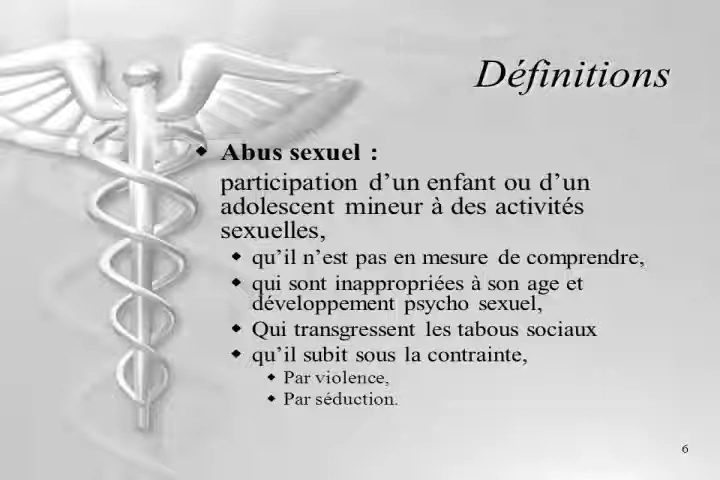 Définitions
Abus sexuel :
participation d’un enfant ou d’un
adolescent mineur à des activités
sexuelles,
qu’il n’est pas en mesure de comprendre,
qui sont inappropriées à son age et
développement psycho sexuel,
Qui transgressent les tabous sociaux
qu’il subit sous la contrainte,
Par violence,
Par séduction.
6